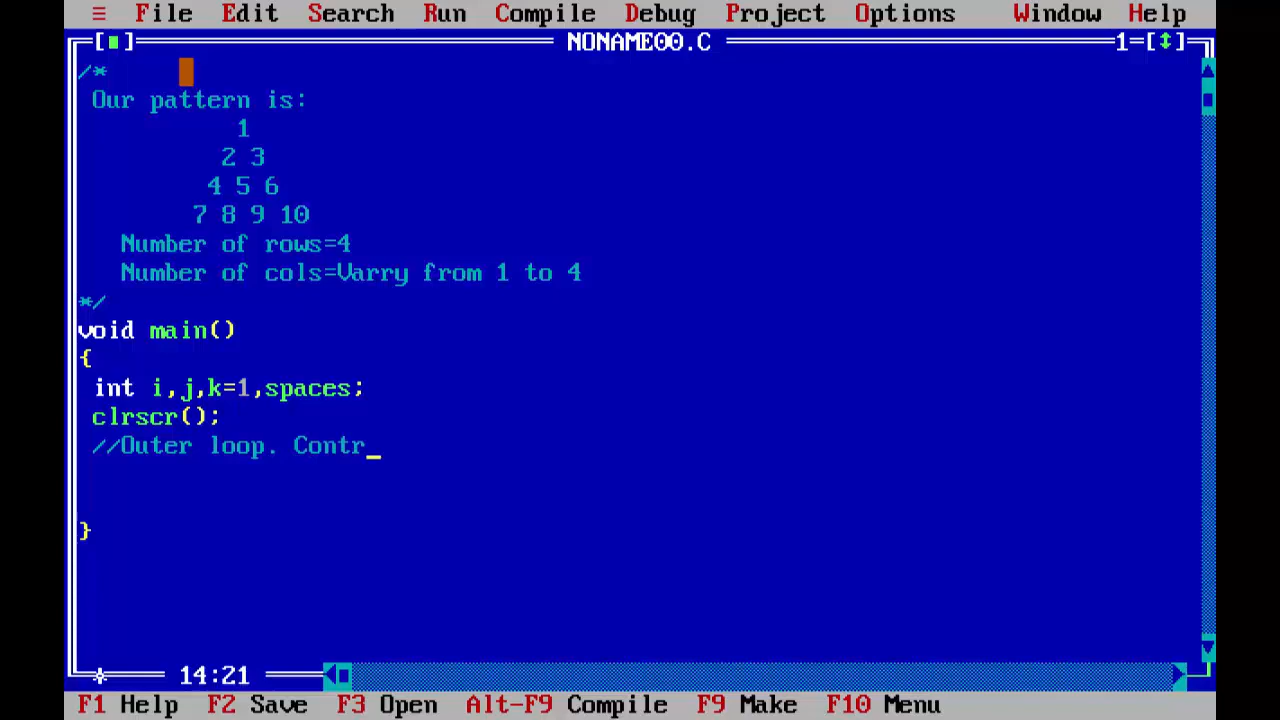 ≡ File Edit Search Run Compile Debug Project Options Window Help
[■] NONAME00.C 1=[↕]
/*
Our pattern is:
1
2 3
4 5 6
7 8 9 10
Number of rows=4
Number of cols=Varry from 1 to 4
*/
void main()
{
int i,j,k=1,spaces;
clrscr();
//Outer loop. Contr_
}
14:21
F1 Help F2 Save F3 Open Alt-F9 Compile F9 Make F10 Menu